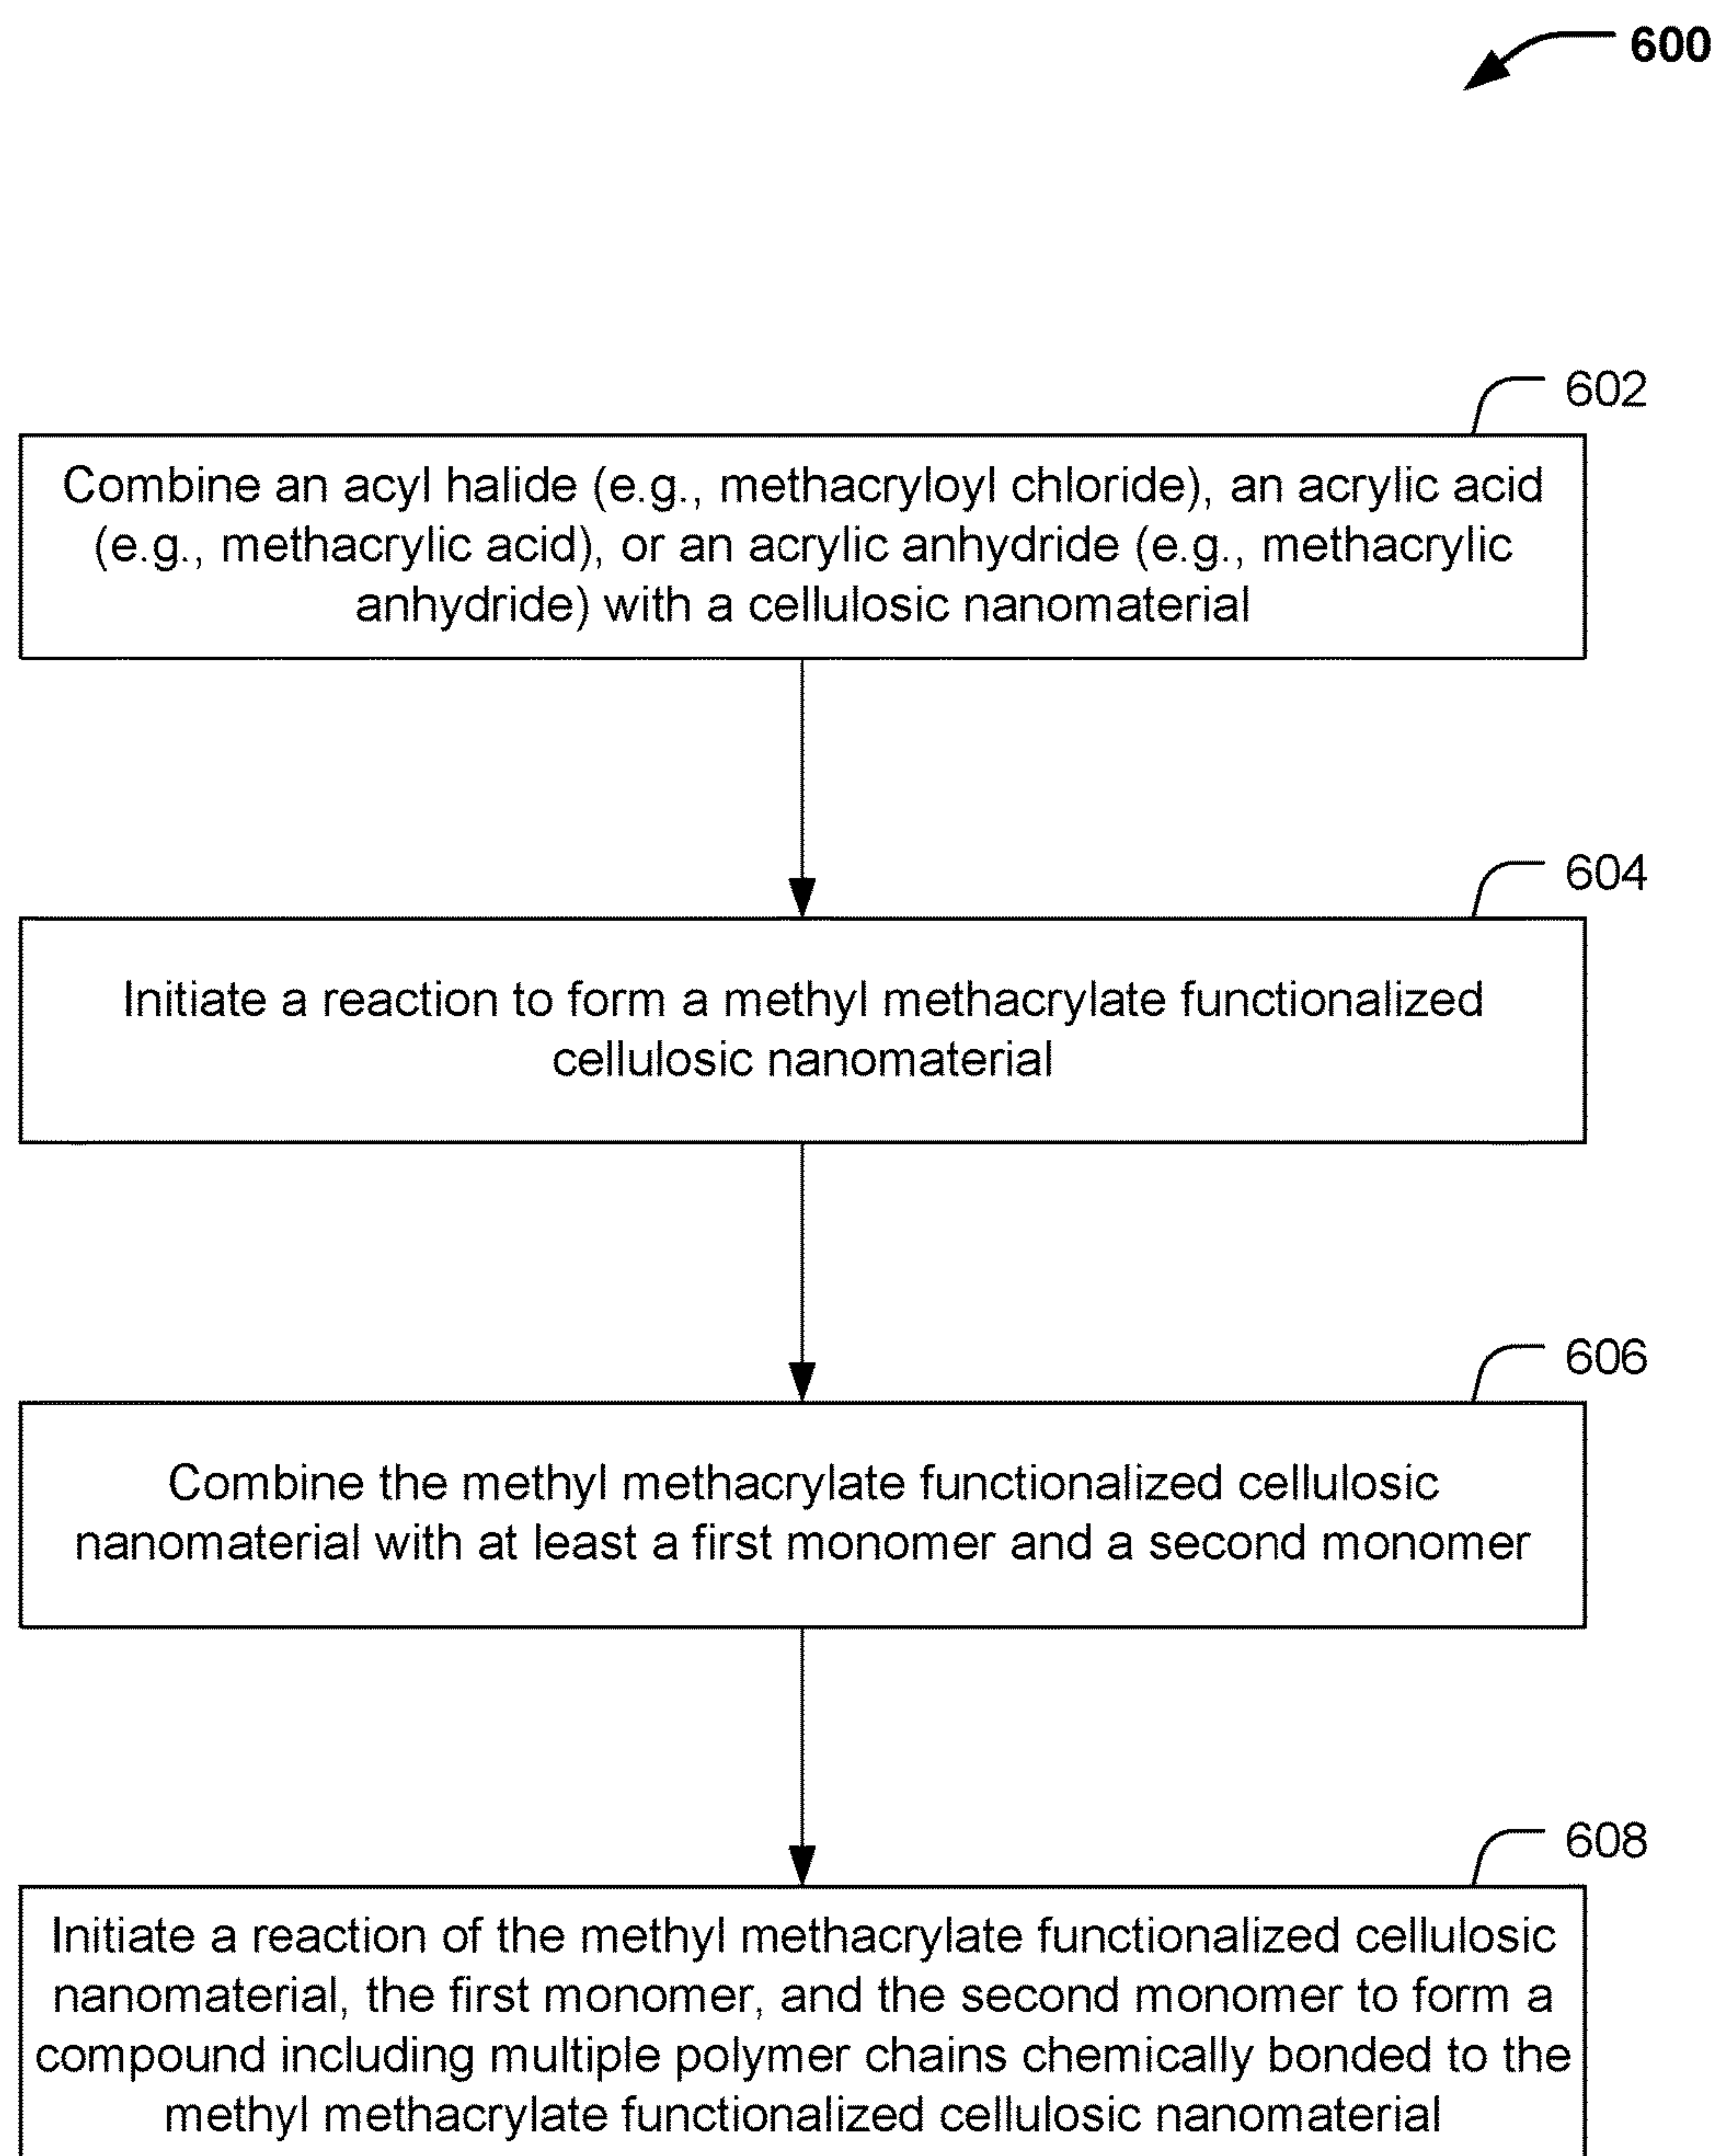 600
602
Combine an acyl halide (e.g., methacryloyl chloride), an acrylic acid
(e.g., methacrylic acid), or an acrylic anhydride (e.g., methacrylic
anhydride) with a cellulosic nanomaterial
604
Initiate a reaction to form a methyl methacrylate functionalized
cellulosic nanomaterial
606
Combine the methyl methacrylate functionalized cellulosic
nanomaterial with at least a first monomer and a second monomer
608
Initiate a reaction of the methyl methacrylate functionalized cellulosic
nanomaterial, the first monomer, and the second monomer to form a
compound including multiple polymer chains chemically bonded to the
methyl methacrylate functionalized cellulosic nanomaterial